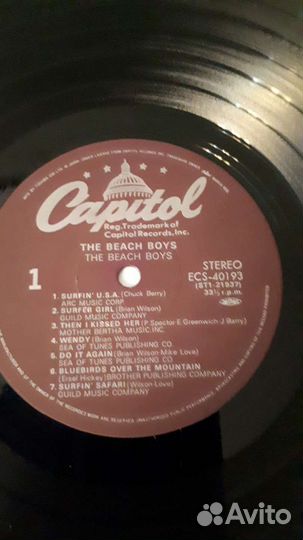 Capitol
Reg. Trademark of
Capitol Records, Inc.
THE BEACH BOYS
THE BEACH BOYS
1
STEREO
ECS-40193
(ST1-21937)
33⅓ r.p.m.
1. SURFIN' U.S.A. (Chuck Berry)
ARC MUSIC CORP
2. SURFER GIRL (Brian Wilson)
GUILD MUSIC COMPANY
3. THEN I KISSED HER (P. Spector-E. Greenwich-J. Barry)
MOTHER BERTHA MUSIC. INC.
4. WENDY (Brian Wilson)
SEA OF TUNES PUBLISHING CO.
5. DO IT AGAIN (Brian Wilson-Mike Love)
SEA OF TUNES PUBLISHING CO.
6. BLUEBIRDS OVER THE MOUNTAIN
(Ersel Hickey) BROTHER PUBLISHING COMPANY
7. SURFIN' SAFARI (Wilson-Love)
GUILD MUSIC COMPANY
Avito